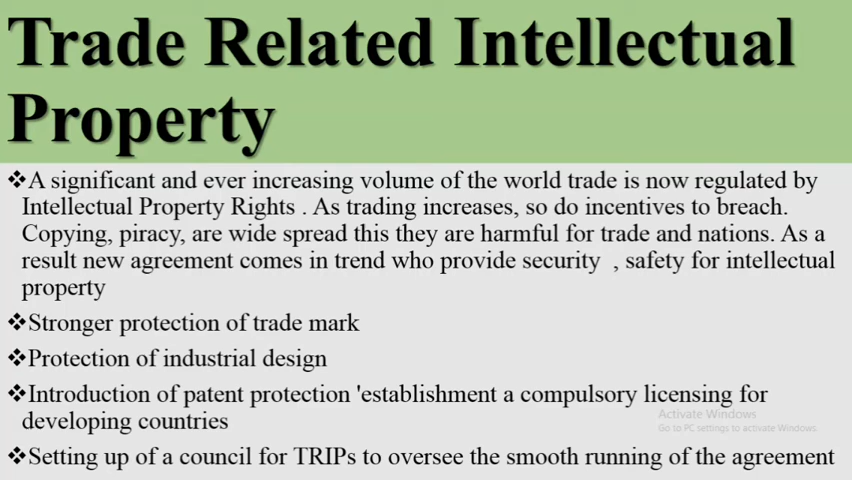 Trade Related Intellectual
Property
❖A significant and ever increasing volume of the world trade is now regulated by
Intellectual Property Rights . As trading increases, so do incentives to breach.
Copying, piracy, are wide spread this they are harmful for trade and nations. As a
result new agreement comes in trend who provide security , safety for intellectual
property
❖Stronger protection of trade mark
❖Protection of industrial design
❖Introduction of patent protection 'establishment a compulsory licensing for
developing countries
Activate Windows
Go to PC settings to activate Windows.
❖Setting up of a council for TRIPs to oversee the smooth running of the agreement